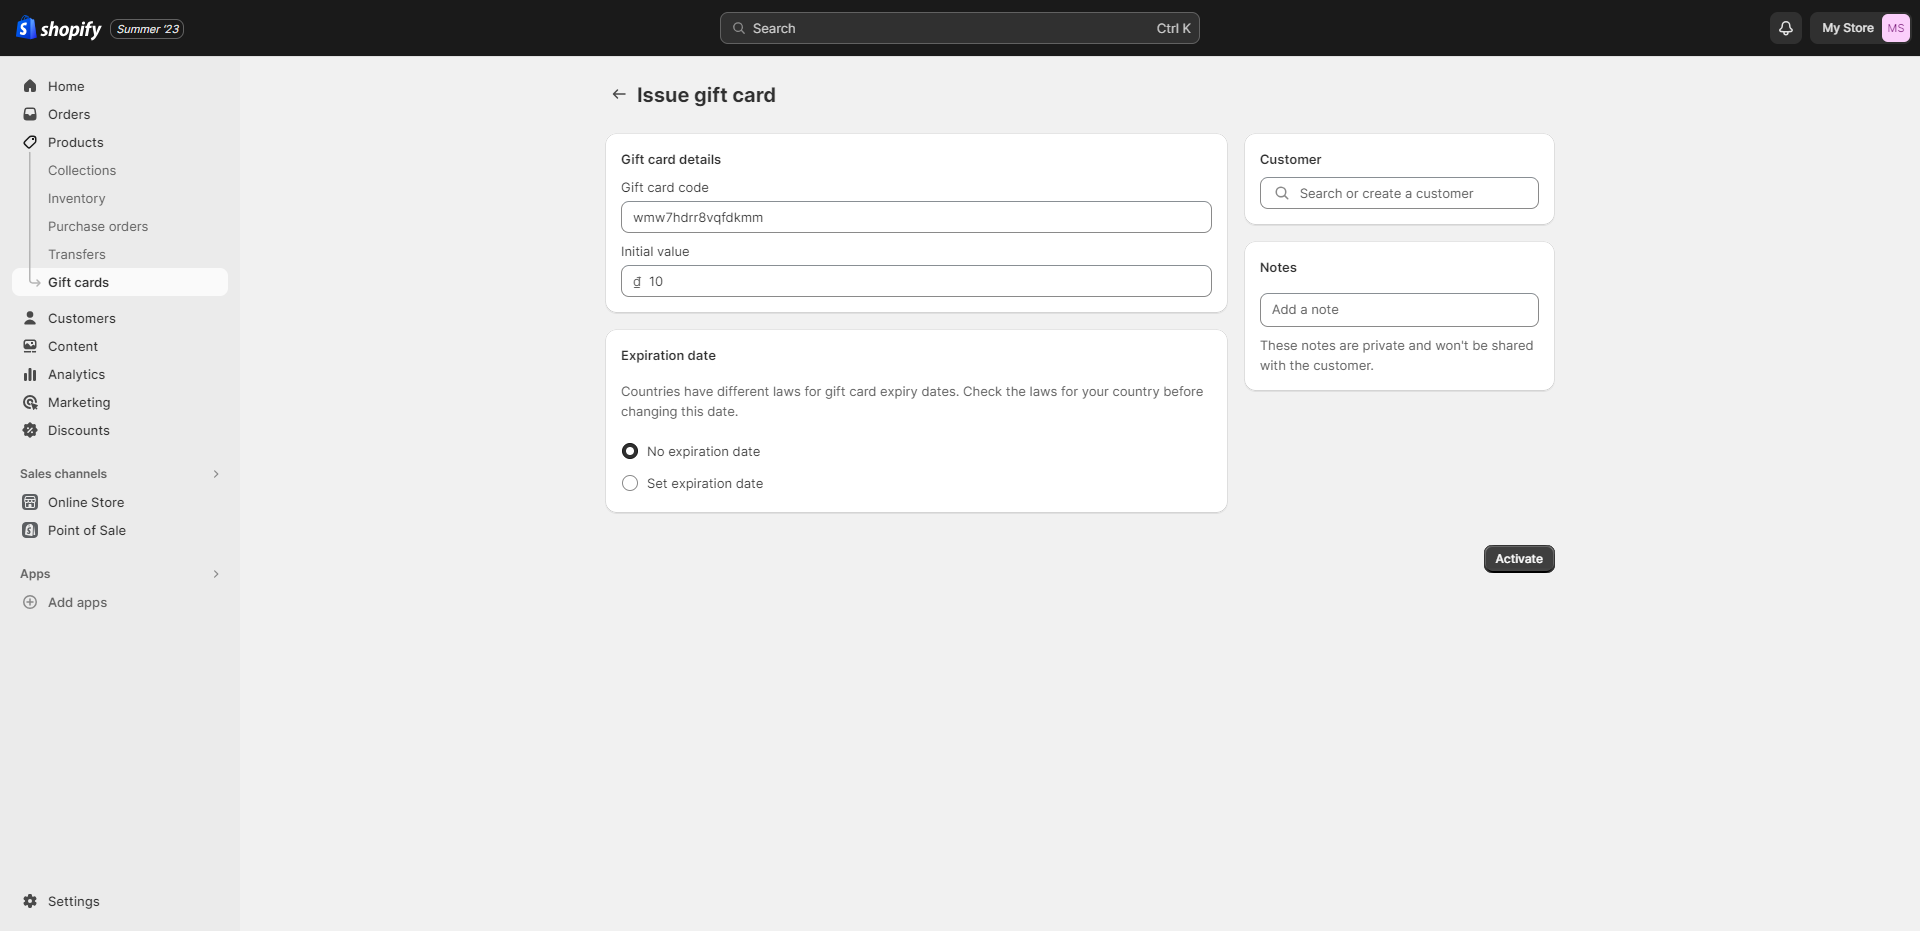 shopify
Summer '23
Search
Ctrl K
My Store
MS
Home
Orders
Products
Collections
Inventory
Purchase orders
Transfers
Gift cards
Customers
Content
Analytics
Marketing
Discounts
Sales channels
Online Store
Point of Sale
Apps
Add apps
Settings
Issue gift card
Gift card details
Gift card code
wmw7hdrr8vqfdkmm
Initial value
₫ 10
Expiration date
Countries have different laws for gift card expiry dates. Check the laws for your country before
changing this date.
No expiration date
Set expiration date
Customer
Search or create a customer
Notes
Add a note
These notes are private and won't be shared
with the customer.
Activate